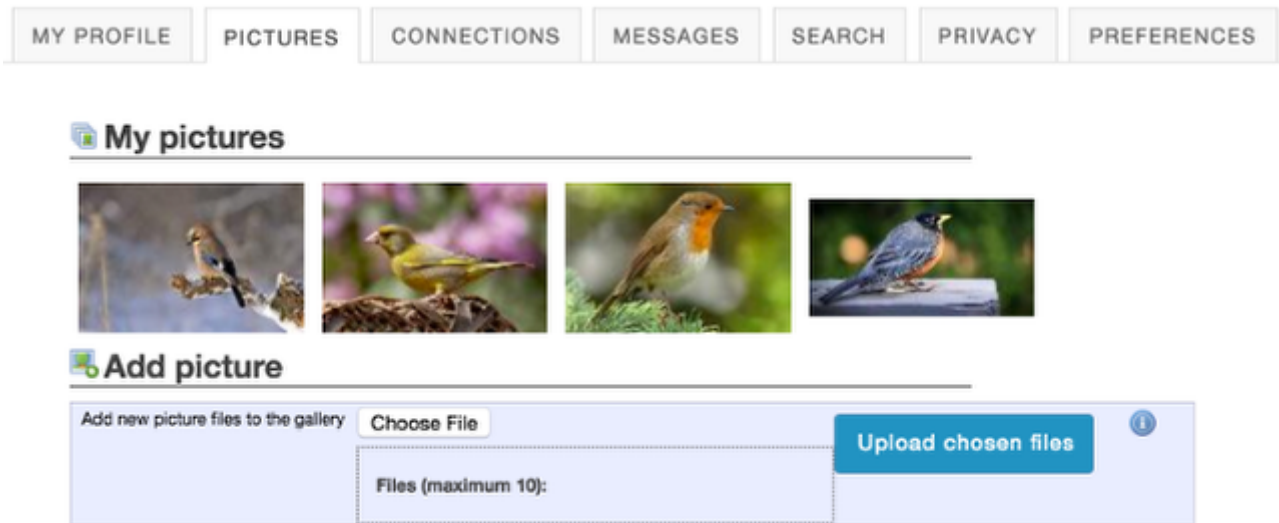 MY PROFILE PICTURES CONNECTIONS MESSAGES SEARCH PRIVACY PREFERENCES
My pictures
Add picture
Add new picture files to the gallery Choose File
Upload chosen files
Files (maximum 10):